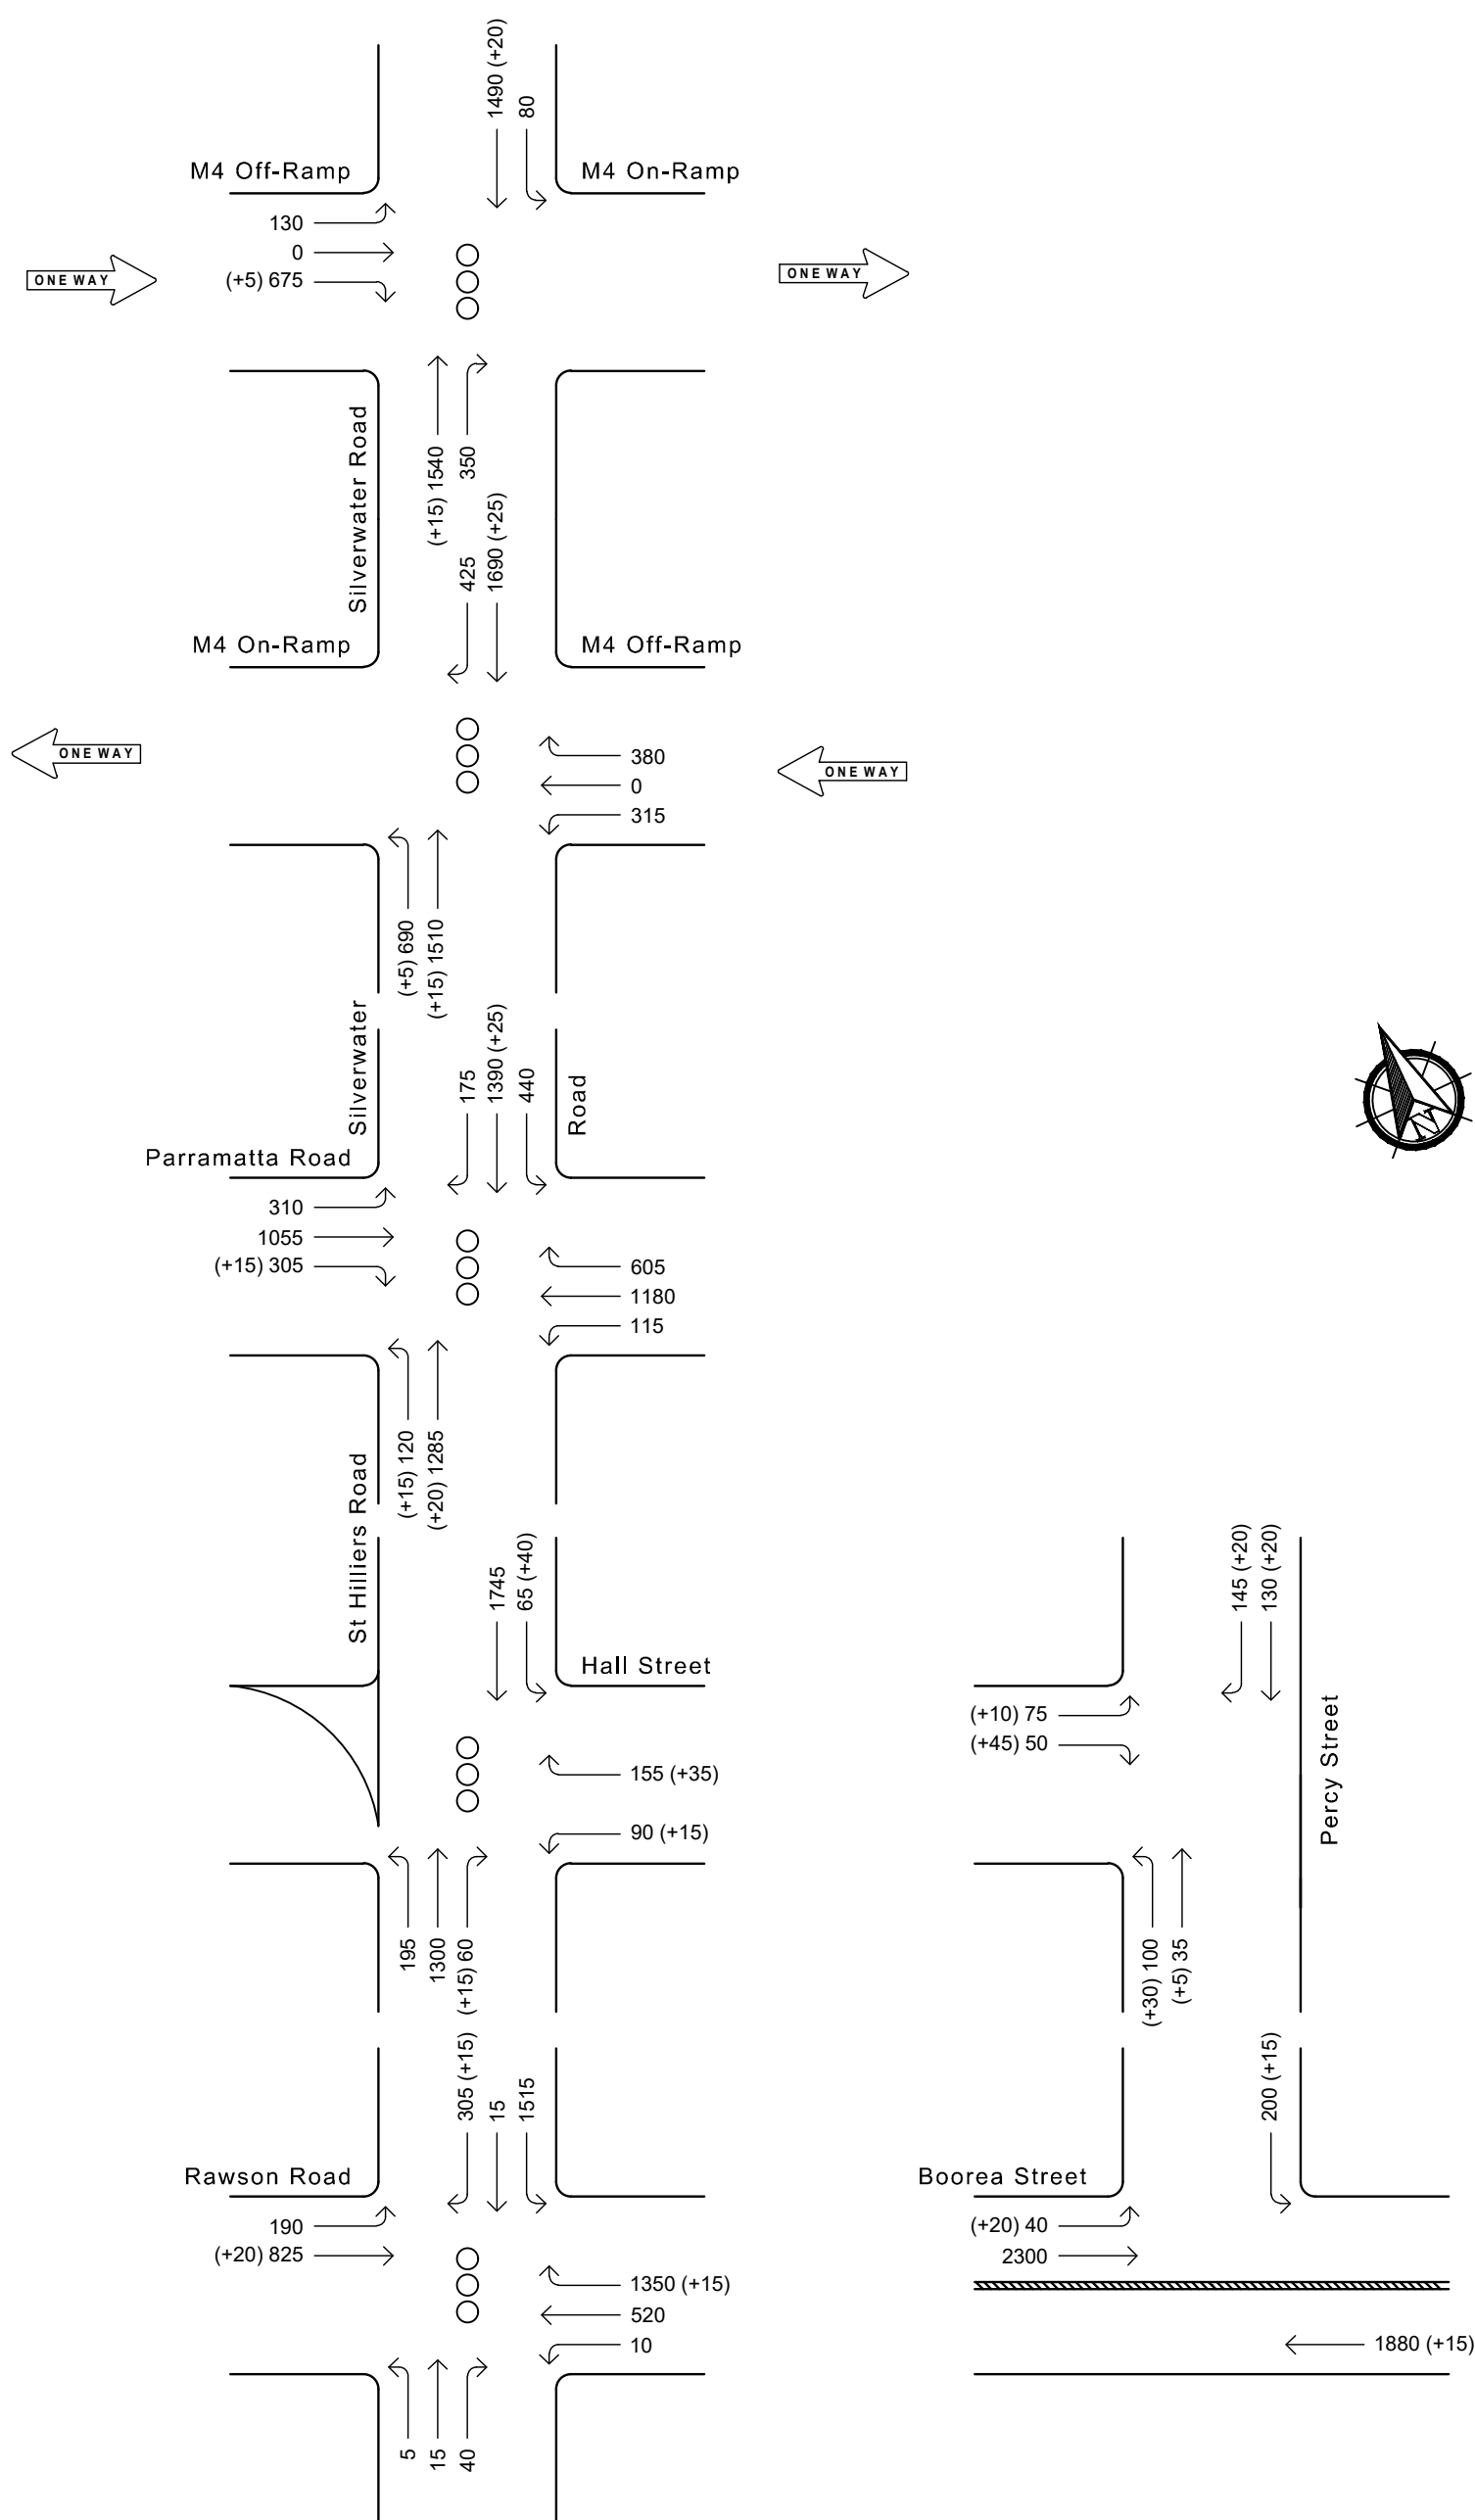 1490 (+20)
80
M4 Off-Ramp
M4 On-Ramp
130
0
(+5) 675
ONE WAY
ONE WAY
Silverwater Road
(+15) 1540
350
425
1690 (+25)
M4 On-Ramp
M4 Off-Ramp
ONE WAY
380
0
315
ONE WAY
(+5) 690
(+15) 1510
Silverwater
175
1390 (+25)
440
Road
N
Parramatta Road
310
1055
(+15) 305
605
1180
115
St Hilliers Road
(+15) 120
(+20) 1285
1745
65 (+40)
Hall Street
155 (+35)
90 (+15)
145 (+20)
130 (+20)
(+10) 75
(+45) 50
Percy Street
195
1300
(+15) 60
(+30) 100
(+5) 35
305 (+15)
15
1515
200 (+15)
Rawson Road
190
(+20) 825
1350 (+15)
520
10
Boorea Street
(+20) 40
2300
1880 (+15)
5
15
40